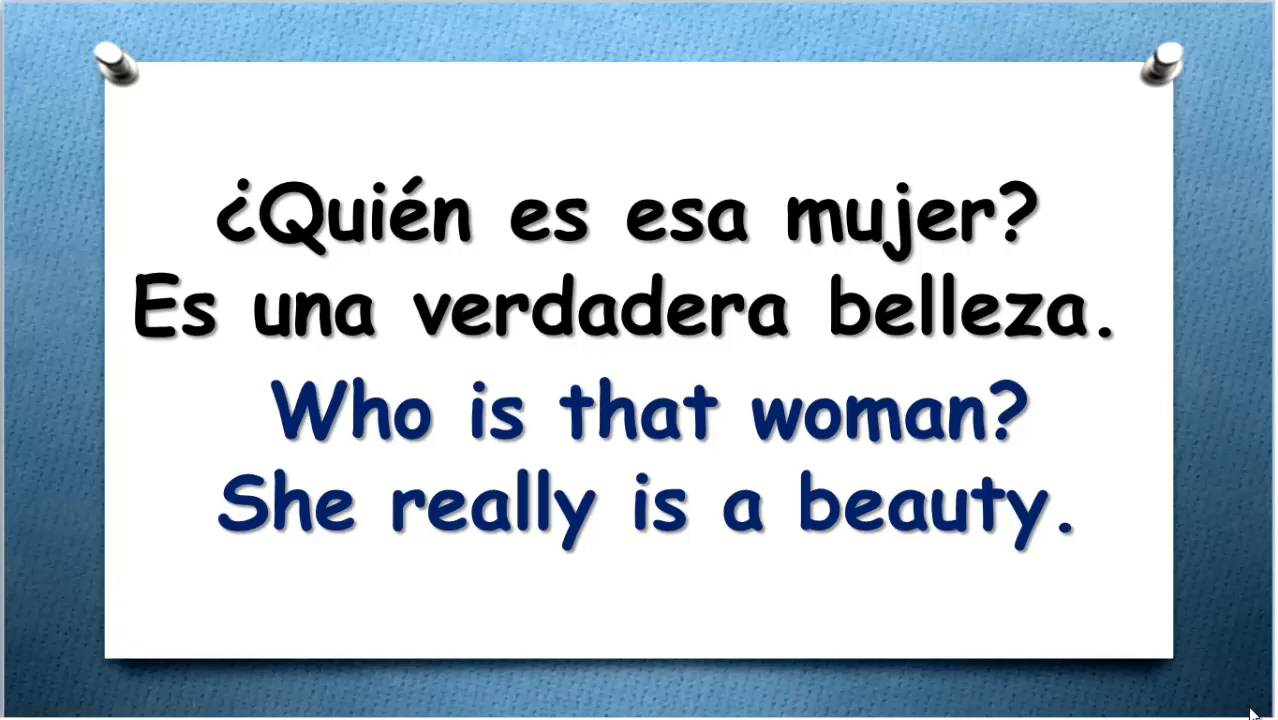 ¿Quién es esa mujer?
Es una verdadera belleza.
Who is that woman?
She really is a beauty.